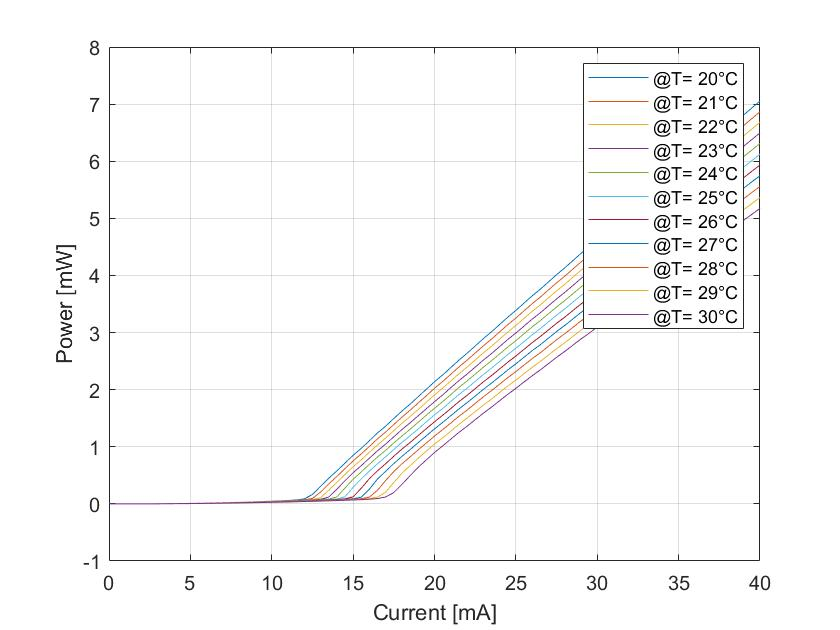 8
7
6
5
4
3
2
1
0
-1
Power [mW]
0 5 10 15 20 25 30 35 40
Current [mA]
@T= 20°C
@T= 21°C
@T= 22°C
@T= 23°C
@T= 24°C
@T= 25°C
@T= 26°C
@T= 27°C
@T= 28°C
@T= 29°C
@T= 30°C